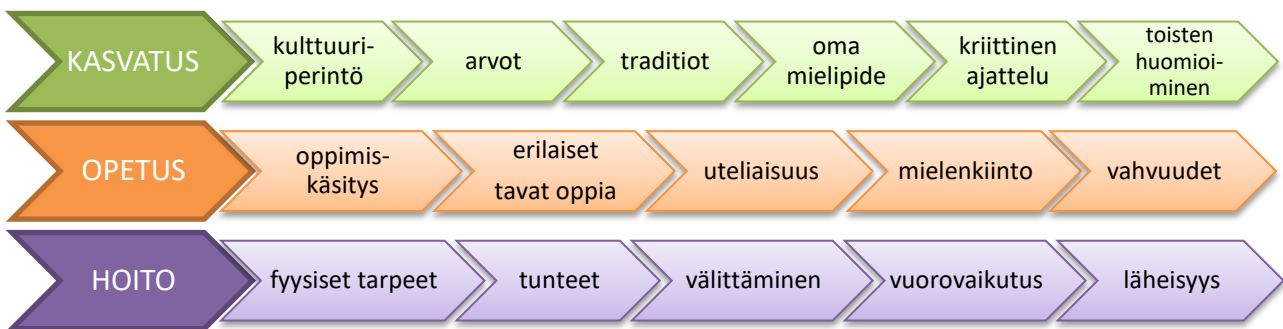 KASVATUS
kulttuuri-
perintö
arvot
traditiot
oma
mielipide
kriittinen
ajattelu
toisten
huomioi-
minen
OPETUS
oppimis-
käsitys
erilaiset
tavat oppia
uteliaisuus
mielenkiinto
vahvuudet
HOITO
fyysiset tarpeet
tunteet
välittäminen
vuorovaikutus
läheisyys